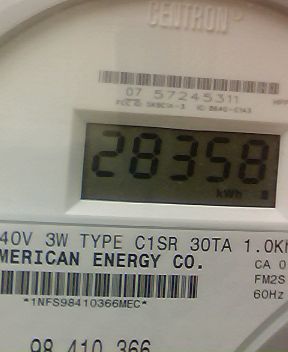 CENTRON
07 57245311
28358
kWh
40V 3W TYPE C1SR 30TA 1.0K
MERICAN ENERGY CO.
CA 0
FM2S
60Hz
*1NFS98410366MEC*
98 410 366